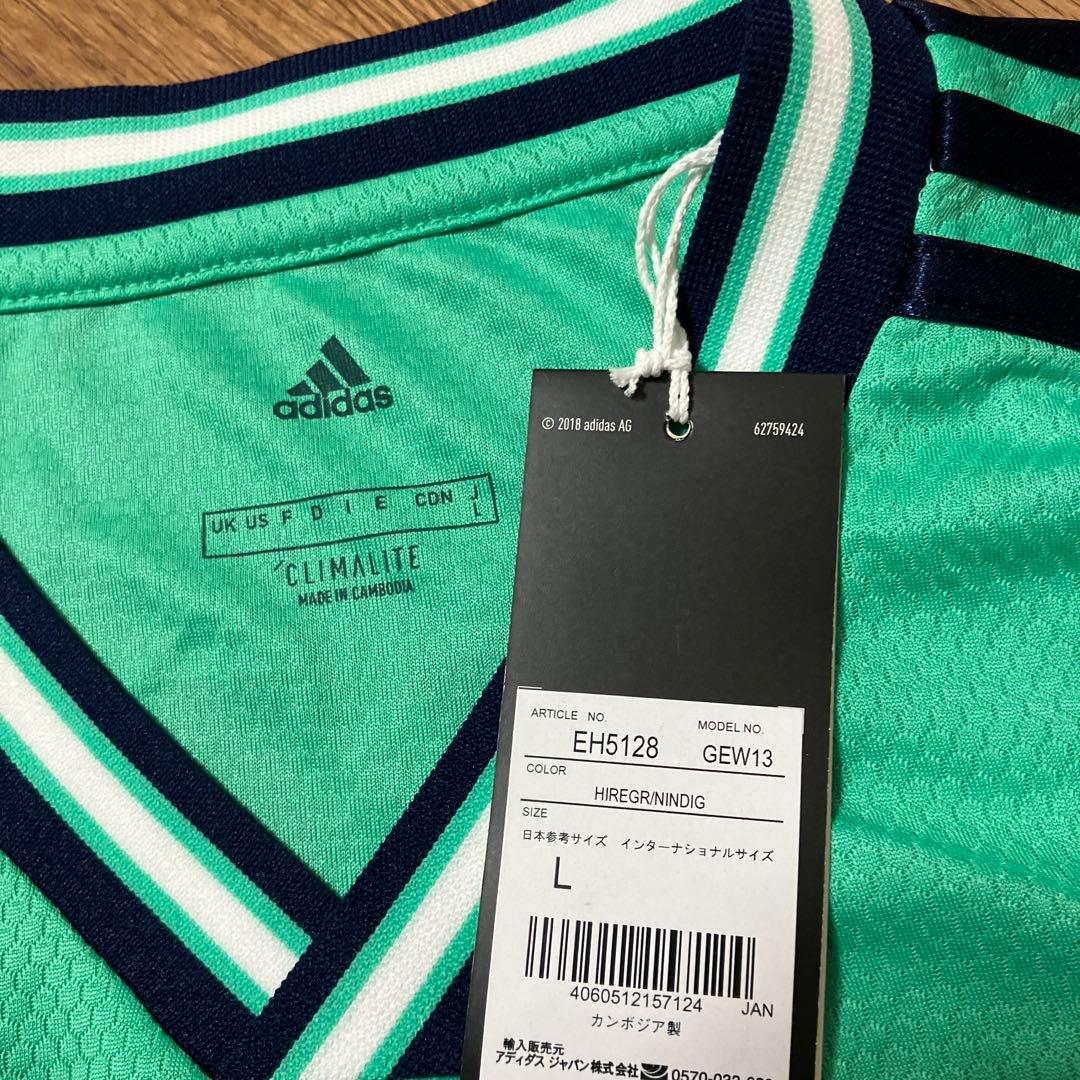 adidas
UK US F D I E CDN J
L
CLIMALITE
MADE IN CAMBODIA
© 2018 adidas AG 62759424
ARTICLE NO. MODEL NO.
EH5128 GEW13
COLOR
HIREGR/NINDIG
SIZE
日本参考サイズ インターナショナルサイズ
L
4060512157124 JAN
カンボジア製
輸入販売元
アディダス ジャパン株式会社 0570-033-